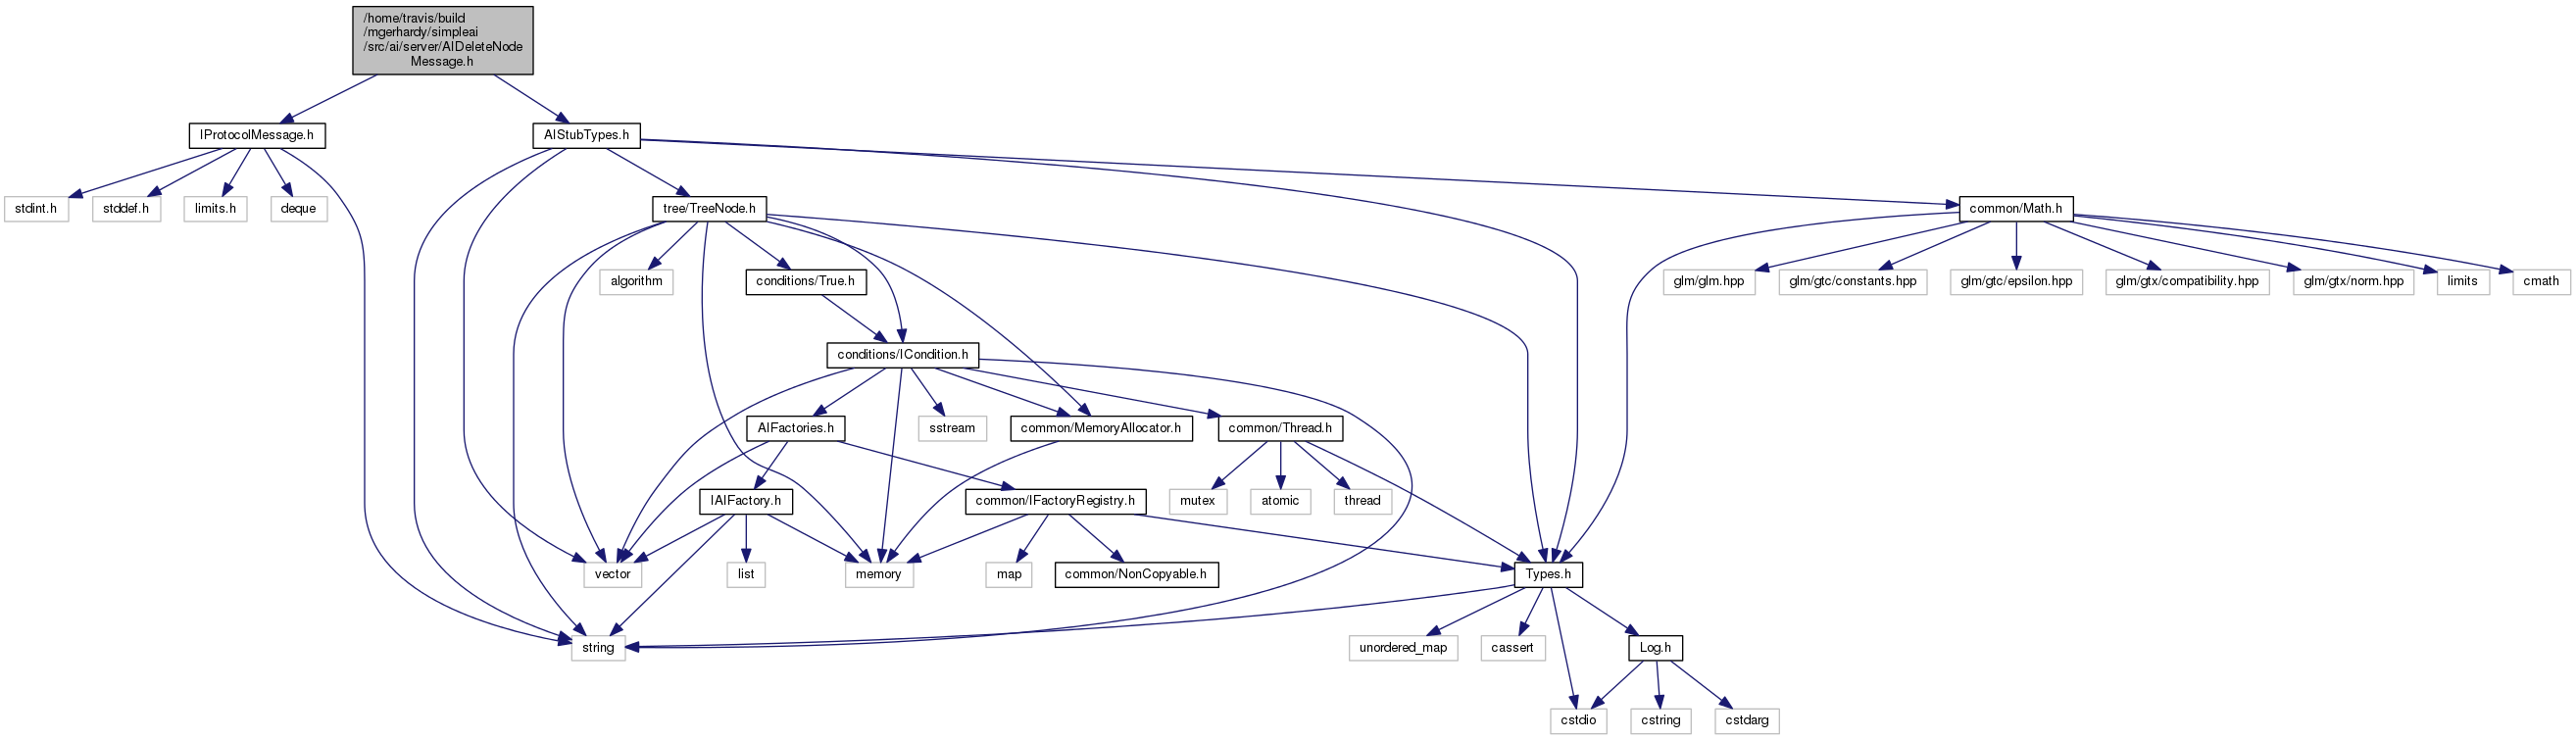 /home/travis/build
/mgerhardy/simpleai
/src/ai/server/AIDeleteNode
Message.h
IProtocolMessage.h
AIStubTypes.h
stdint.h
stddef.h
limits.h
deque
tree/TreeNode.h
common/Math.h
algorithm
conditions/True.h
glm/glm.hpp
glm/gtc/constants.hpp
glm/gtc/epsilon.hpp
glm/gtx/compatibility.hpp
glm/gtx/norm.hpp
limits
cmath
conditions/ICondition.h
AIFactories.h
sstream
common/MemoryAllocator.h
common/Thread.h
IAIFactory.h
common/IFactoryRegistry.h
mutex
atomic
thread
vector
list
memory
map
common/NonCopyable.h
Types.h
string
unordered_map
cassert
Log.h
cstdio
cstring
cstdarg